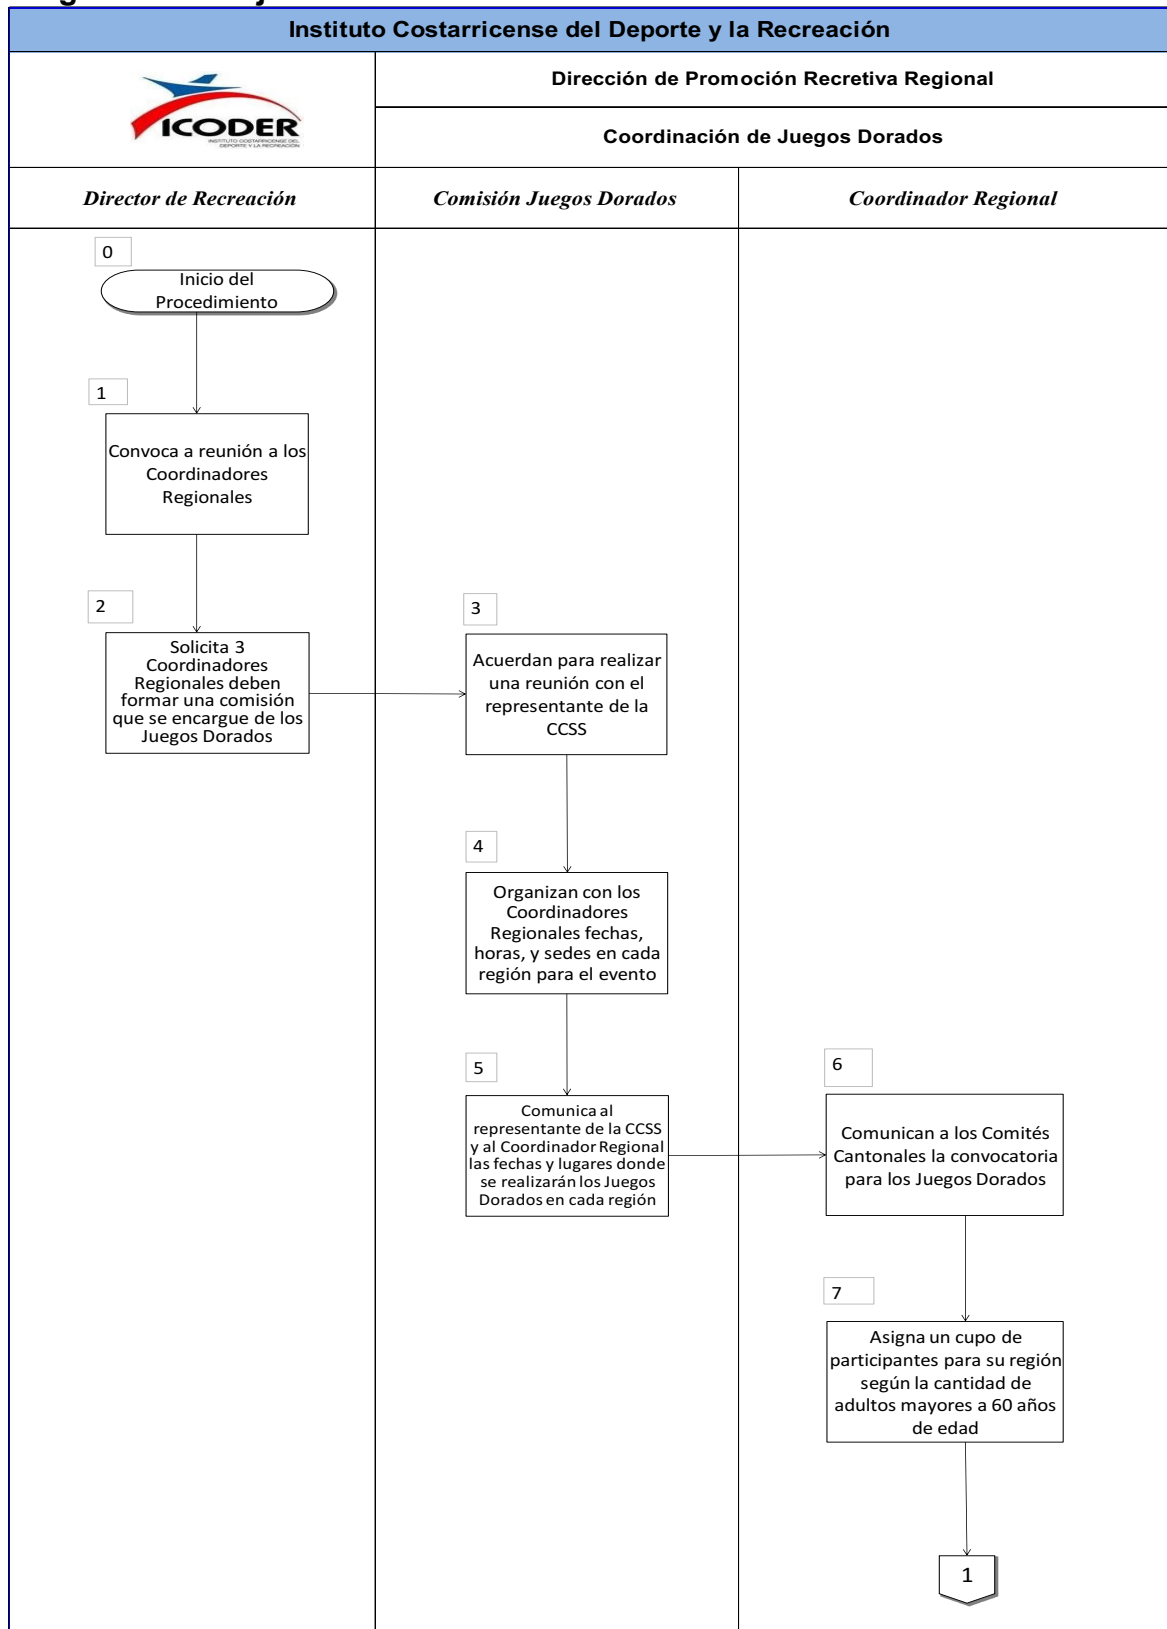 Instituto Costarricense del Deporte y la Recreación
ICODER
INSTITUTO COSTARRICENSE DEL
DEPORTE Y LA RECREACIÓN
Dirección de Promoción Recretiva Regional
Coordinación de Juegos Dorados
Director de Recreación
Comisión Juegos Dorados
Coordinador Regional
0
Inicio del
Procedimiento
1
Convoca a reunión a los
Coordinadores
Regionales
2
Solicita 3
Coordinadores
Regionales deben
formar una comisión
que se encargue de los
Juegos Dorados
3
Acuerdan para realizar
una reunión con el
representante de la
CCSS
4
Organizan con los
Coordinadores
Regionales fechas,
horas, y sedes en cada
región para el evento
5
Comunica al
representante de la CCSS
y al Coordinador Regional
las fechas y lugares donde
se realizarán los Juegos
Dorados en cada región
6
Comunican a los Comités
Cantonales la convocatoria
para los Juegos Dorados
7
Asigna un cupo de
participantes para su región
según la cantidad de
adultos mayores a 60 años
de edad
1